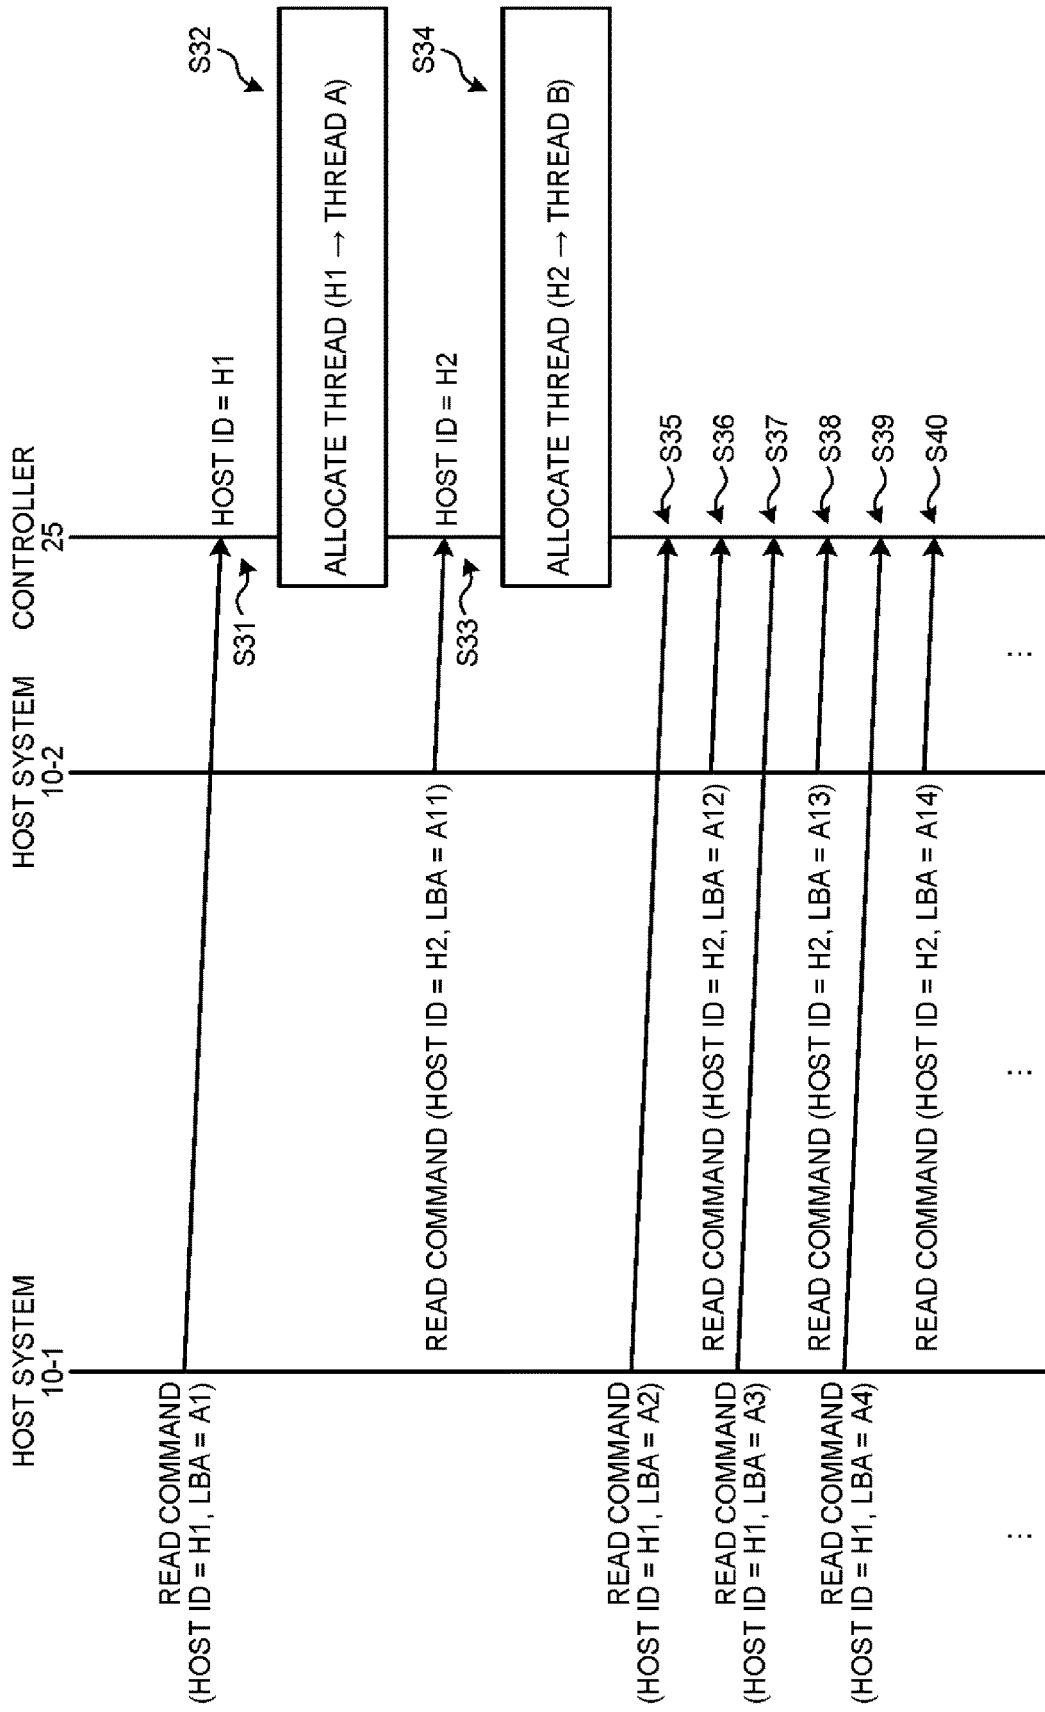 HOST SYSTEM
10-1
HOST SYSTEM
10-2
CONTROLLER
25
READ COMMAND
(HOST ID = H1, LBA = A1)
S31
HOST ID = H1
S32
ALLOCATE THREAD (H1 → THREAD A)
READ COMMAND (HOST ID = H2, LBA = A11)
S33
HOST ID = H2
S34
ALLOCATE THREAD (H2 → THREAD B)
READ COMMAND
(HOST ID = H1, LBA = A2)
S35
READ COMMAND (HOST ID = H2, LBA = A12)
S36
READ COMMAND
(HOST ID = H1, LBA = A3)
S37
READ COMMAND (HOST ID = H2, LBA = A13)
S38
READ COMMAND
(HOST ID = H1, LBA = A4)
S39
READ COMMAND (HOST ID = H2, LBA = A14)
S40
...
...
...